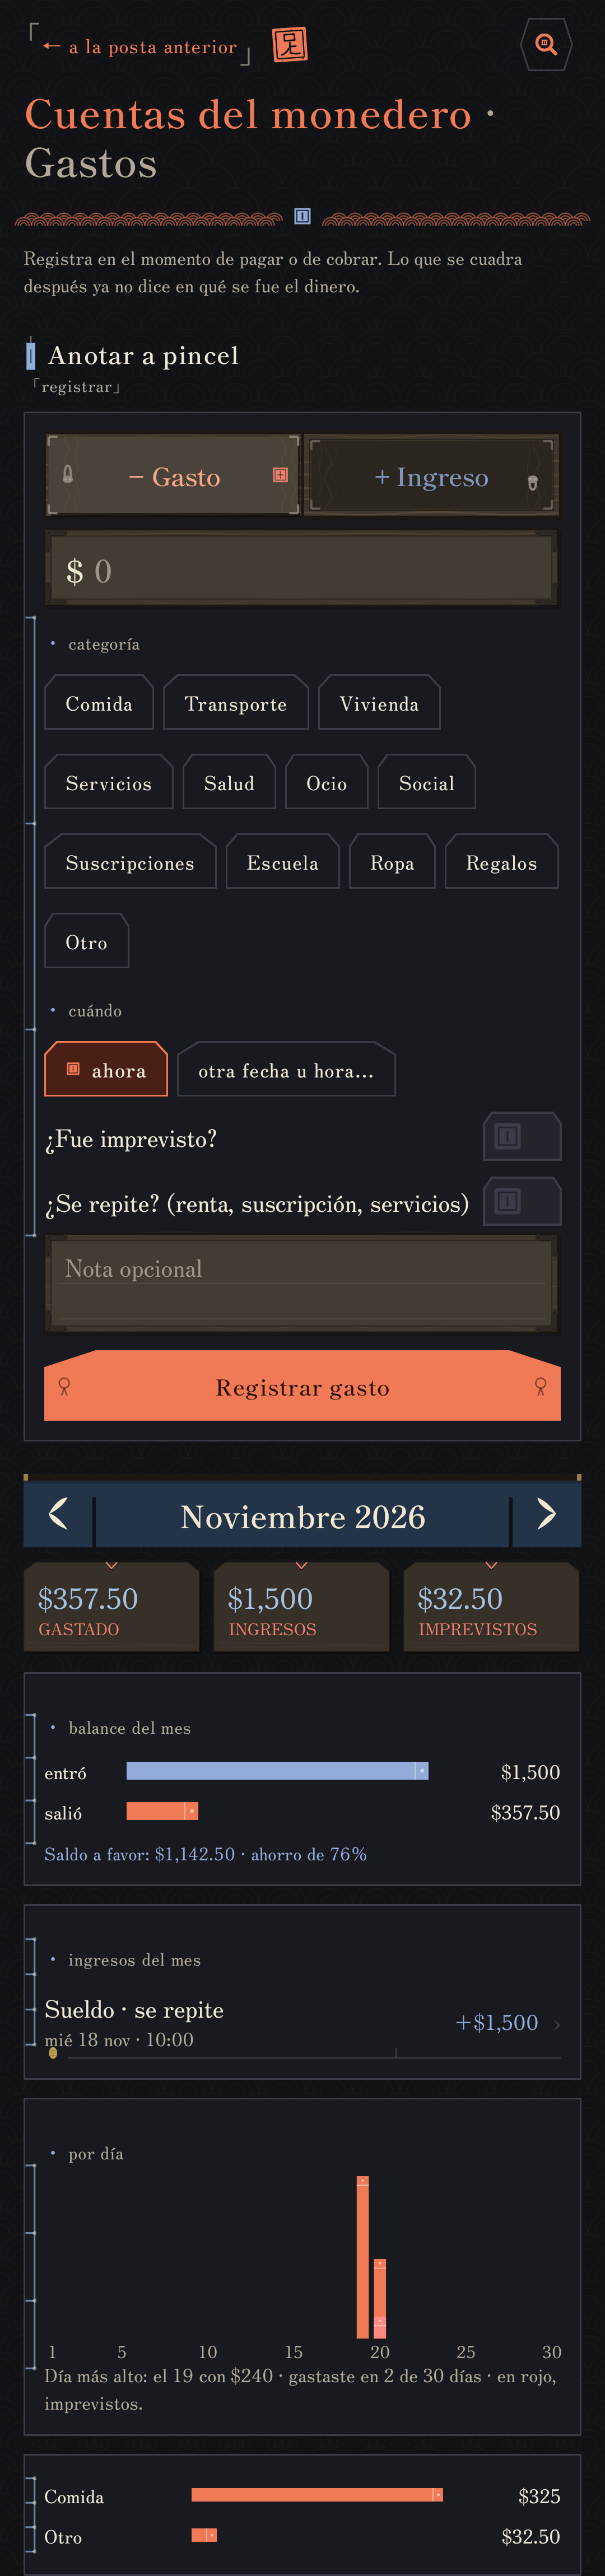 ← a la posta anterior
Cuentas del monedero ·
Gastos
Registra en el momento de pagar o de cobrar. Lo que se cuadra
después ya no dice en qué se fue el dinero.
Anotar a pincel
「registrar」
− Gasto
+ Ingreso
$ 0
• categoría
Comida
Transporte
Vivienda
Servicios
Salud
Ocio
Social
Suscripciones
Escuela
Ropa
Regalos
Otro
• cuándo
ahora
otra fecha u hora…
¿Fue imprevisto?
¿Se repite? (renta, suscripción, servicios)
Nota opcional
Registrar gasto
Noviembre 2026
$357.50
GASTADO
$1,500
INGRESOS
$32.50
IMPREVISTOS
• balance del mes
entró $1,500
salió $357.50
Saldo a favor: $1,142.50 · ahorro de 76%
• ingresos del mes
Sueldo · se repite
mié 18 nov · 10:00
+$1,500 ›
• por día
1 5 10 15 20 25 30
Día más alto: el 19 con $240 · gastaste en 2 de 30 días · en rojo,
imprevistos.
Comida $325
Otro $32.50